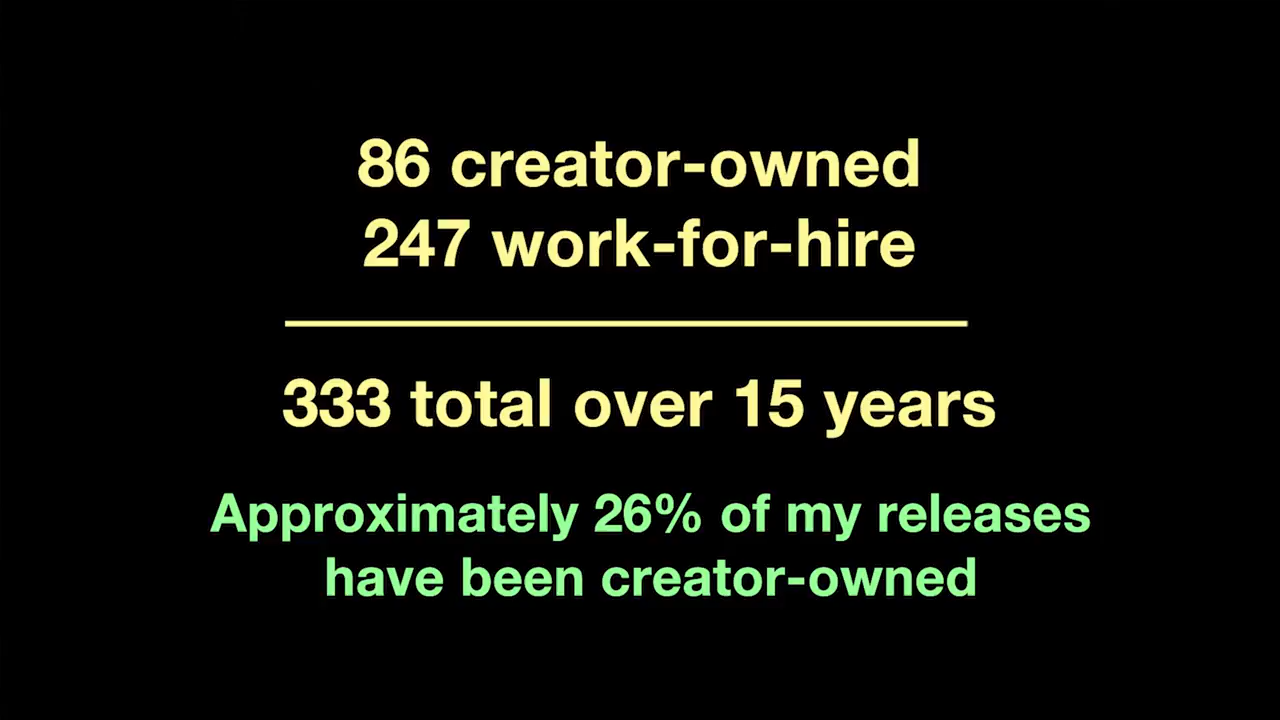 86 creator-owned
247 work-for-hire
333 total over 15 years
Approximately 26% of my releases
have been creator-owned